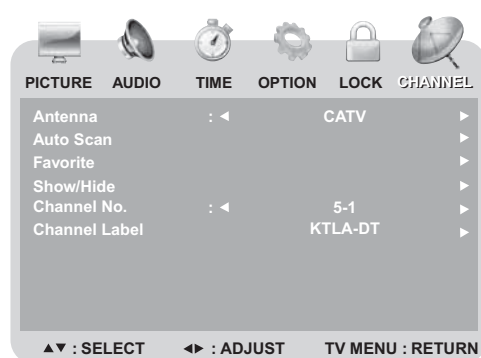 PICTURE AUDIO TIME OPTION LOCK CHANNEL
Antenna : ◄ CATV ►
Auto Scan ►
Favorite ►
Show/Hide ►
Channel No. : ◄ 5-1 ►
Channel Label KTLA-DT ►
▲▼ : SELECT ◄► : ADJUST TV MENU : RETURN